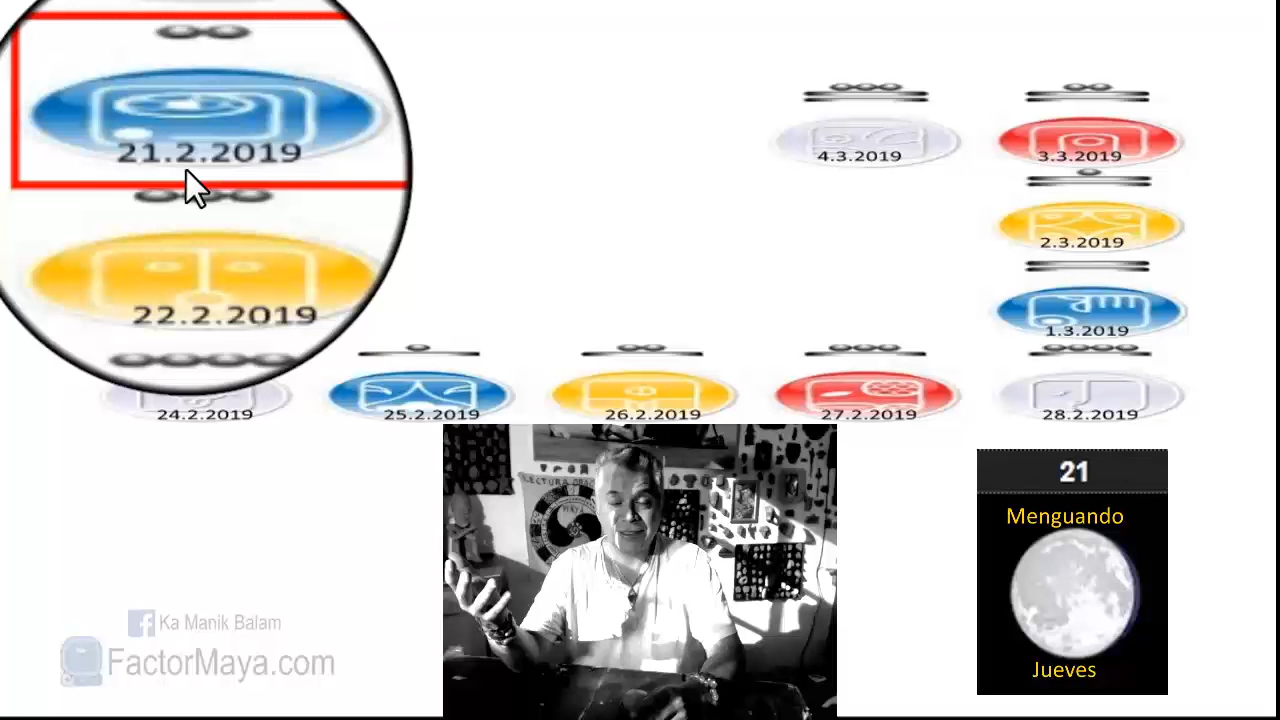 21.2.2019
22.2.2019
4.3.2019
3.3.2019
2.3.2019
1.3.2019
24.2.2019
25.2.2019
26.2.2019
27.2.2019
28.2.2019
LECTURA
21
Menguando
Jueves
Ka Manik Balam
FactorMaya.com